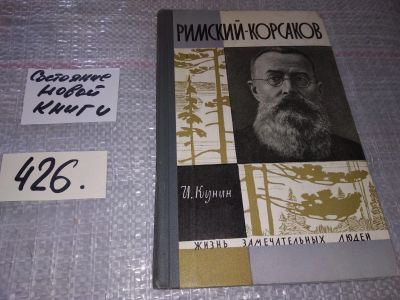 Состояние
новой
книги
426.
РИМСКИЙ-КОРСАКОВ
И. Кунин
ЖИЗНЬ ЗАМЕЧАТЕЛЬНЫХ ЛЮДЕЙ